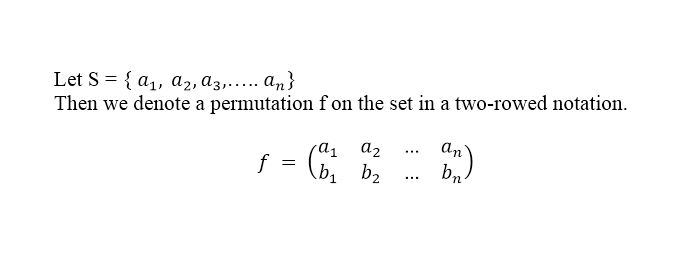 Let S = { a₁, a₂, a₃,..... aₙ}
Then we denote a permutation f on the set in a two-rowed notation.
f = (a₁ a₂ ... aₙ)
(b₁ b₂ ... bₙ)